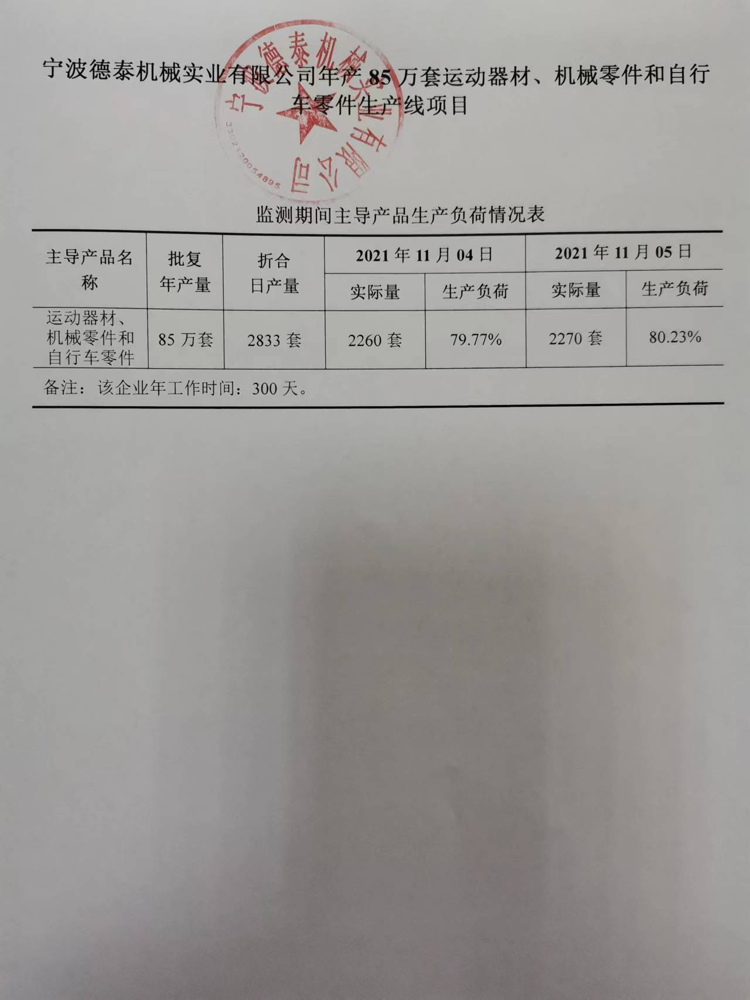 宁波德泰机械实业有限公司年产 85 万套运动器材、机械零件和自行
车零件生产线项目
宁波德泰机械实业有限公司
3302120054895
监测期间主导产品生产负荷情况表
主导产品名
称
批复
年产量
折合
日产量
2021 年 11 月 04 日
2021 年 11 月 05 日
实际量
生产负荷
实际量
生产负荷
运动器材、
机械零件和
自行车零件
85 万套
2833 套
2260 套
79.77%
2270 套
80.23%
备注：该企业年工作时间：300 天。